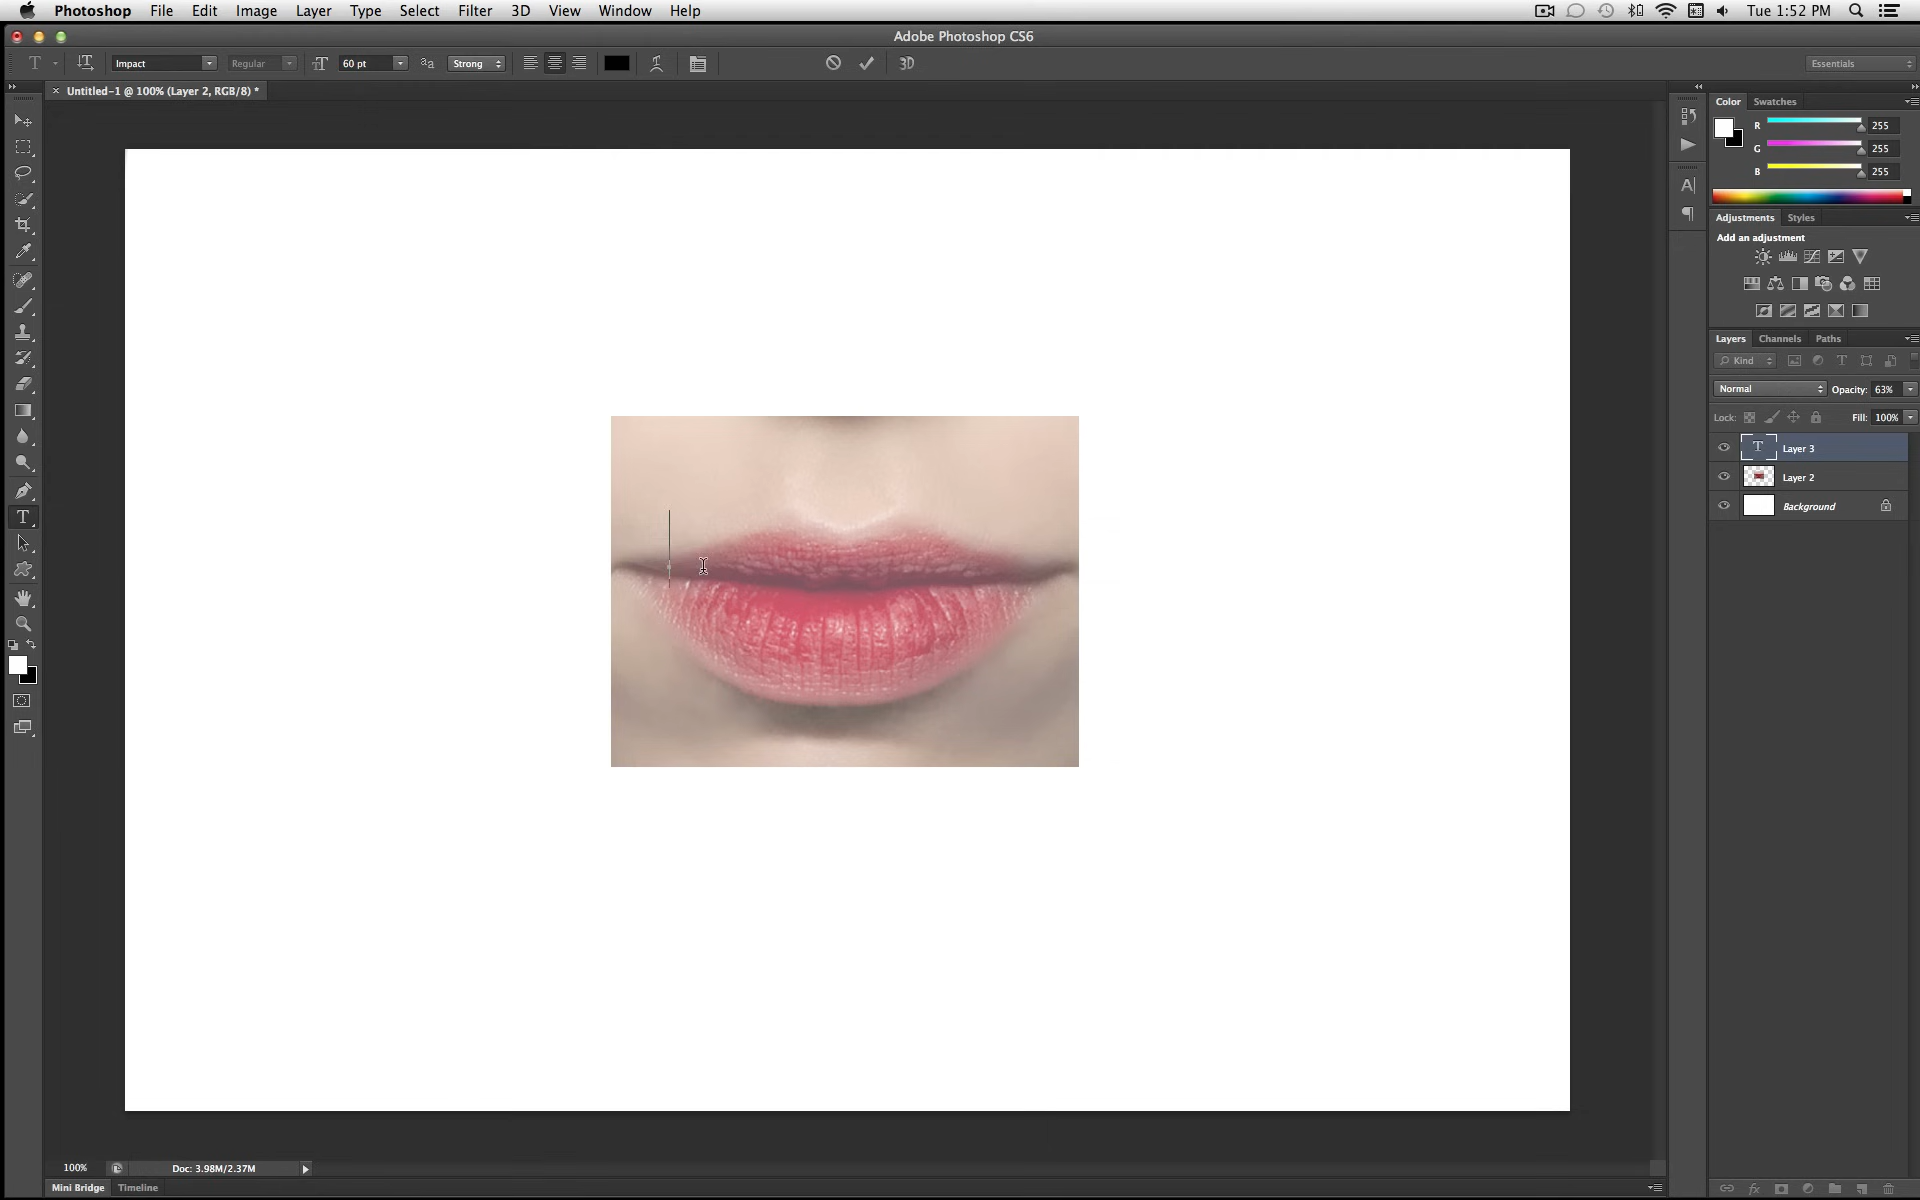 Photoshop File Edit Image Layer Type Select Filter 3D View Window Help Tue 1:52 PM
Adobe Photoshop CS6
T Impact Regular 60 pt Strong 3D Essentials
Untitled-1 @ 100% (Layer 2, RGB/8) *
Color Swatches
R 255
G 255
B 255
Adjustments Styles
Add an adjustment
Layers Channels Paths
Kind
Normal Opacity: 63%
Lock: Fill: 100%
T Layer 3
Layer 2
Background
100% Doc: 3.98M/2.37M
Mini Bridge Timeline